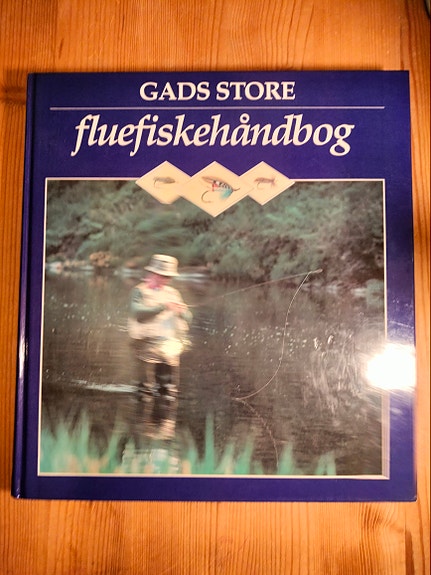 GADS STORE
fluefiskehåndbog